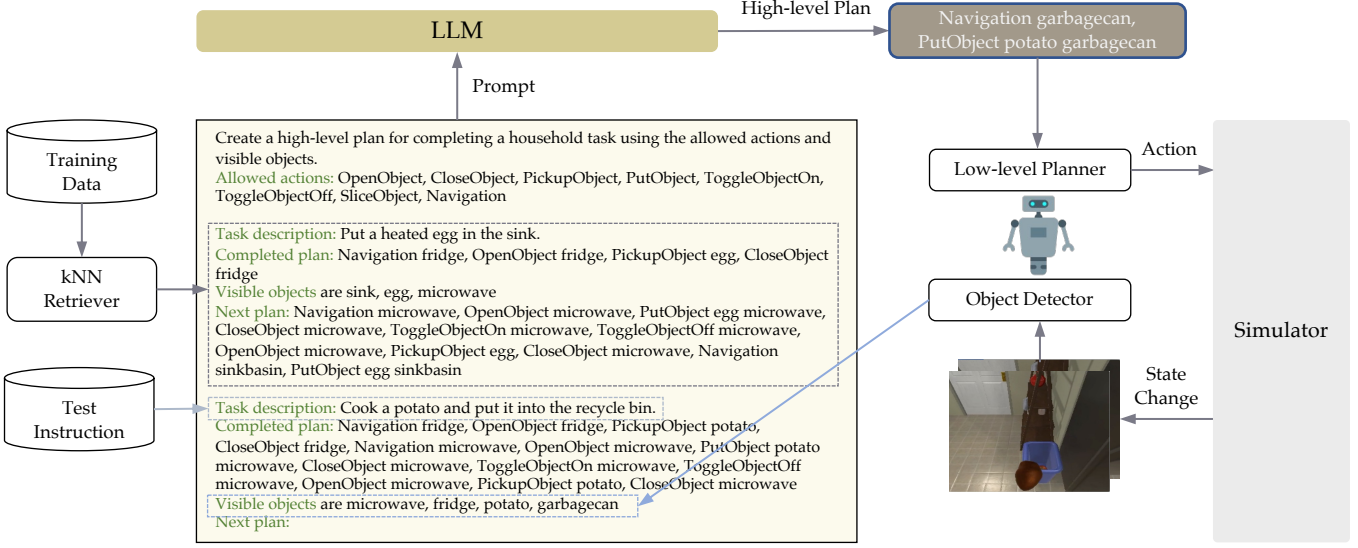 LLM
High-level Plan
Navigation garbagecan,
PutObject potato garbagecan
Prompt
Training
Data
kNN
Retriever
Test
Instruction
Create a high-level plan for completing a household task using the allowed actions and
visible objects.
Allowed actions: OpenObject, CloseObject, PickupObject, PutObject, ToggleObjectOn,
ToggleObjectOff, SliceObject, Navigation
Task description: Put a heated egg in the sink.
Completed plan: Navigation fridge, OpenObject fridge, PickupObject egg, CloseObject
fridge
Visible objects are sink, egg, microwave
Next plan: Navigation microwave, OpenObject microwave, PutObject egg microwave,
CloseObject microwave, ToggleObjectOn microwave, ToggleObjectOff microwave,
OpenObject microwave, PickupObject egg, CloseObject microwave, Navigation
sinkbasin, PutObject egg sinkbasin
Task description: Cook a potato and put it into the recycle bin.
Completed plan: Navigation fridge, OpenObject fridge, PickupObject potato,
CloseObject fridge, Navigation microwave, OpenObject microwave, PutObject potato
microwave, CloseObject microwave, ToggleObjectOn microwave, ToggleObjectOff
microwave, OpenObject microwave, PickupObject potato, CloseObject microwave
Visible objects are microwave, fridge, potato, garbagecan
Next plan:
Low-level Planner
Action
Object Detector
State
Change
Simulator